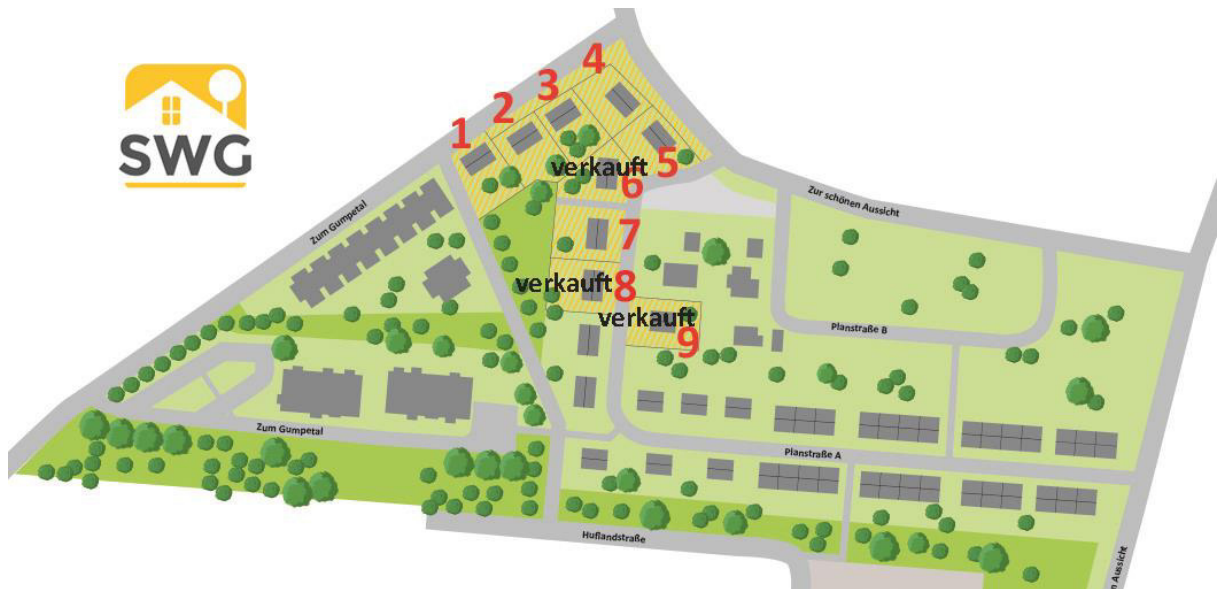 SWG
1
2
3
4
5
verkauft
6
7
verkauft
8
verkauft
9
Zum Gumpetal
Zur schönen Aussicht
Planstraße B
Zum Gumpetal
Planstraße A
Huflandstraße
n Aussicht